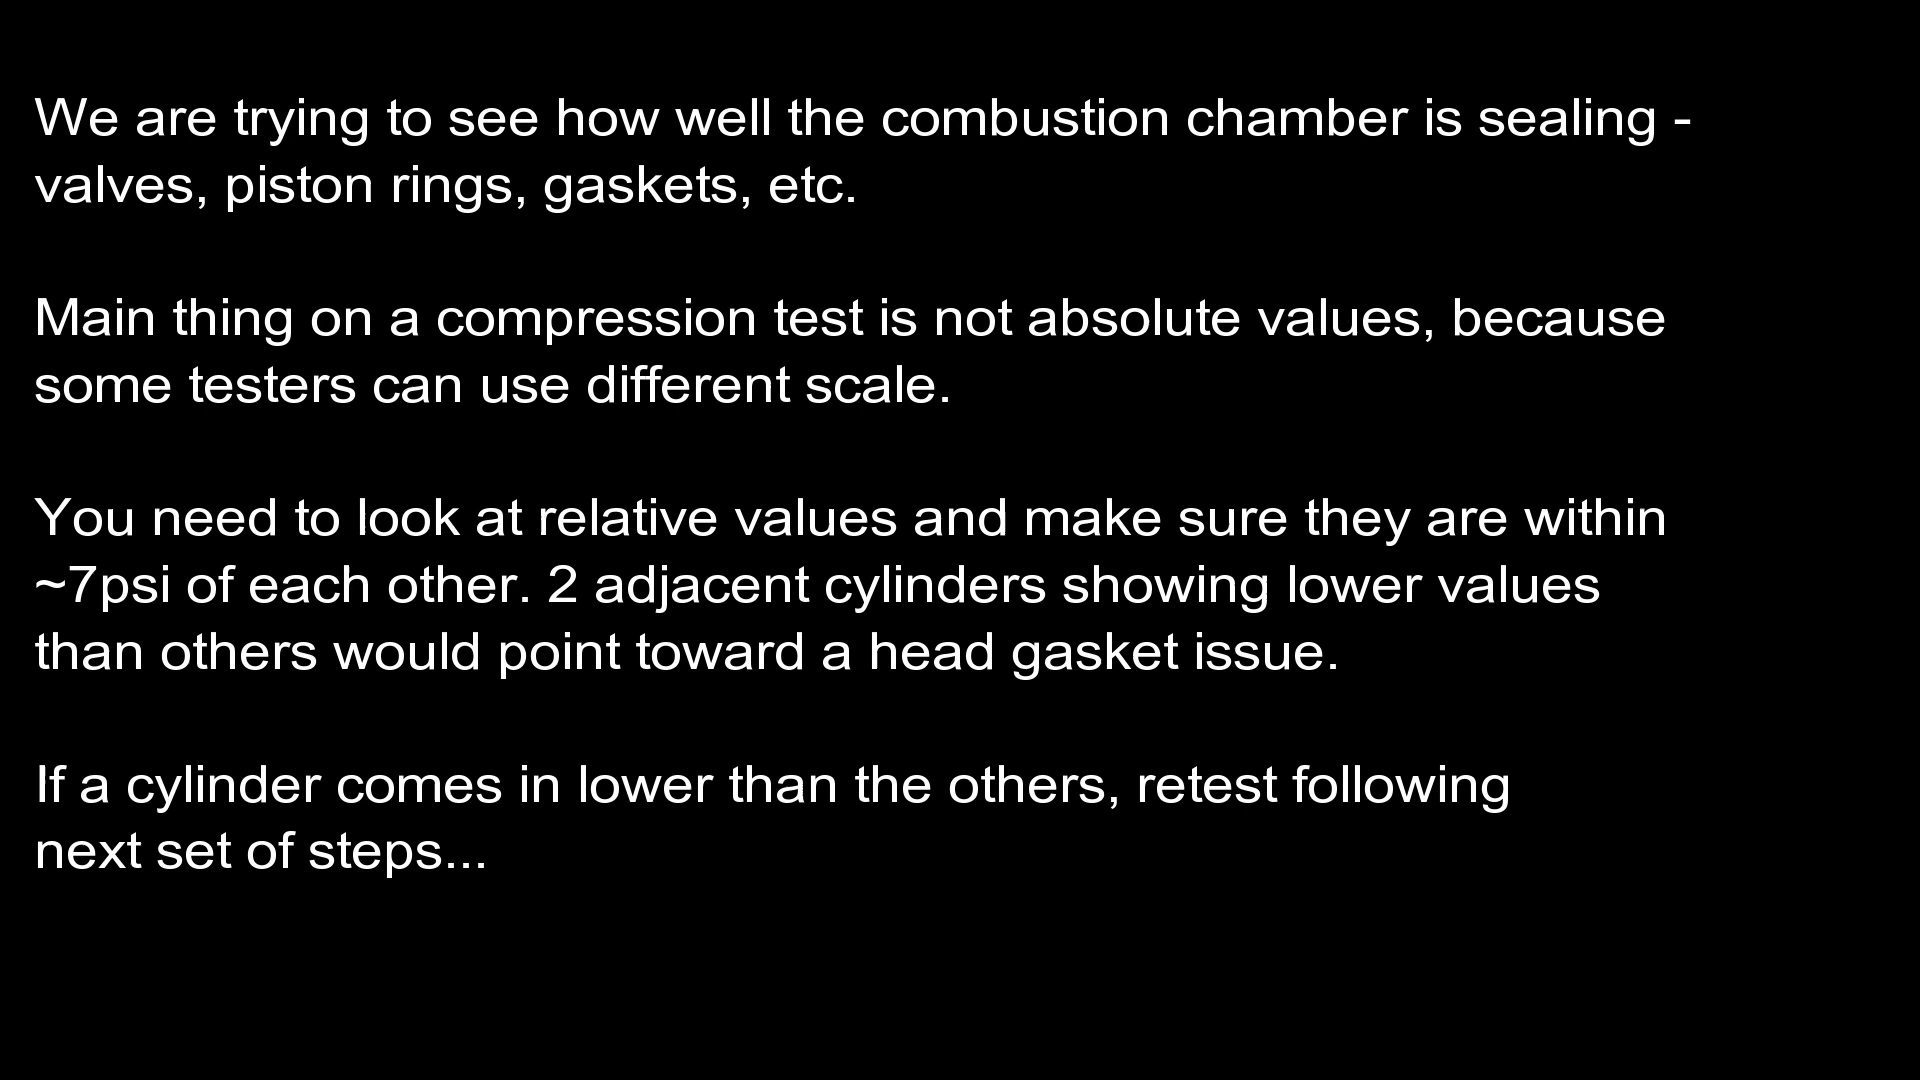 We are trying to see how well the combustion chamber is sealing -
valves, piston rings, gaskets, etc.
Main thing on a compression test is not absolute values, because
some testers can use different scale.
You need to look at relative values and make sure they are within
~7psi of each other. 2 adjacent cylinders showing lower values
than others would point toward a head gasket issue.
If a cylinder comes in lower than the others, retest following
next set of steps...